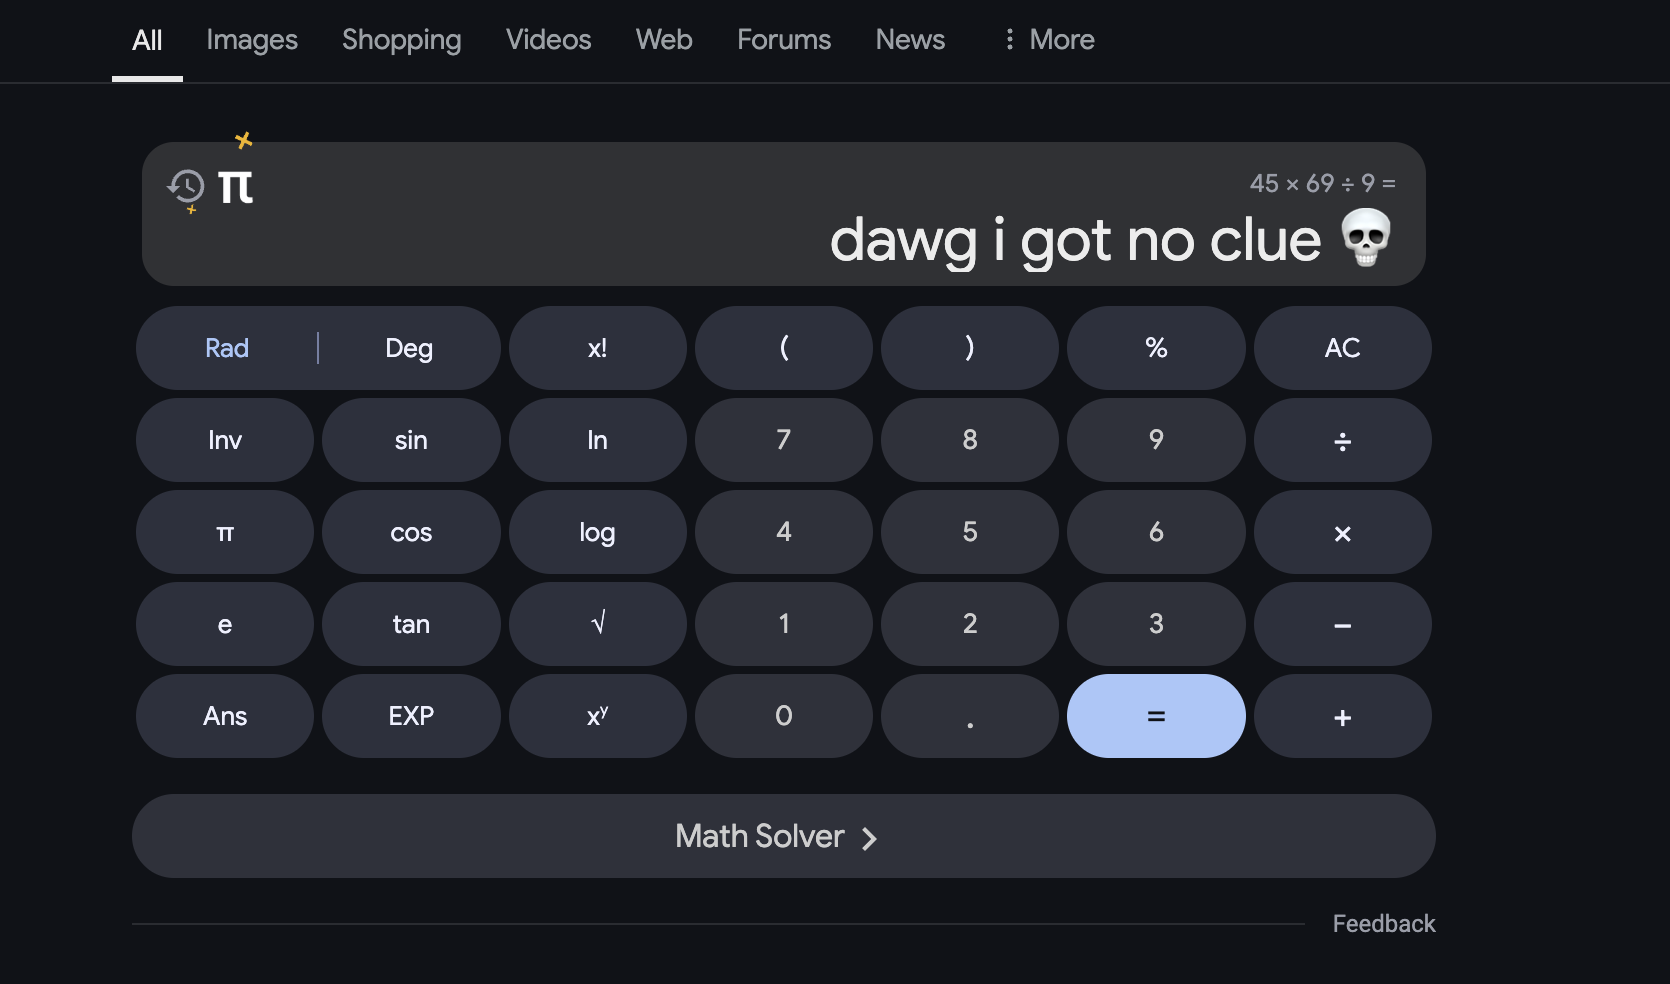 All Images Shopping Videos Web Forums News ⋮ More
π
45 × 69 ÷ 9 =
dawg i got no clue 💀
Rad | Deg x! ( ) % AC
Inv sin ln 7 8 9 ÷
π cos log 4 5 6 ×
e tan √ 1 2 3 −
Ans EXP xʸ 0 . = +
Math Solver >
Feedback